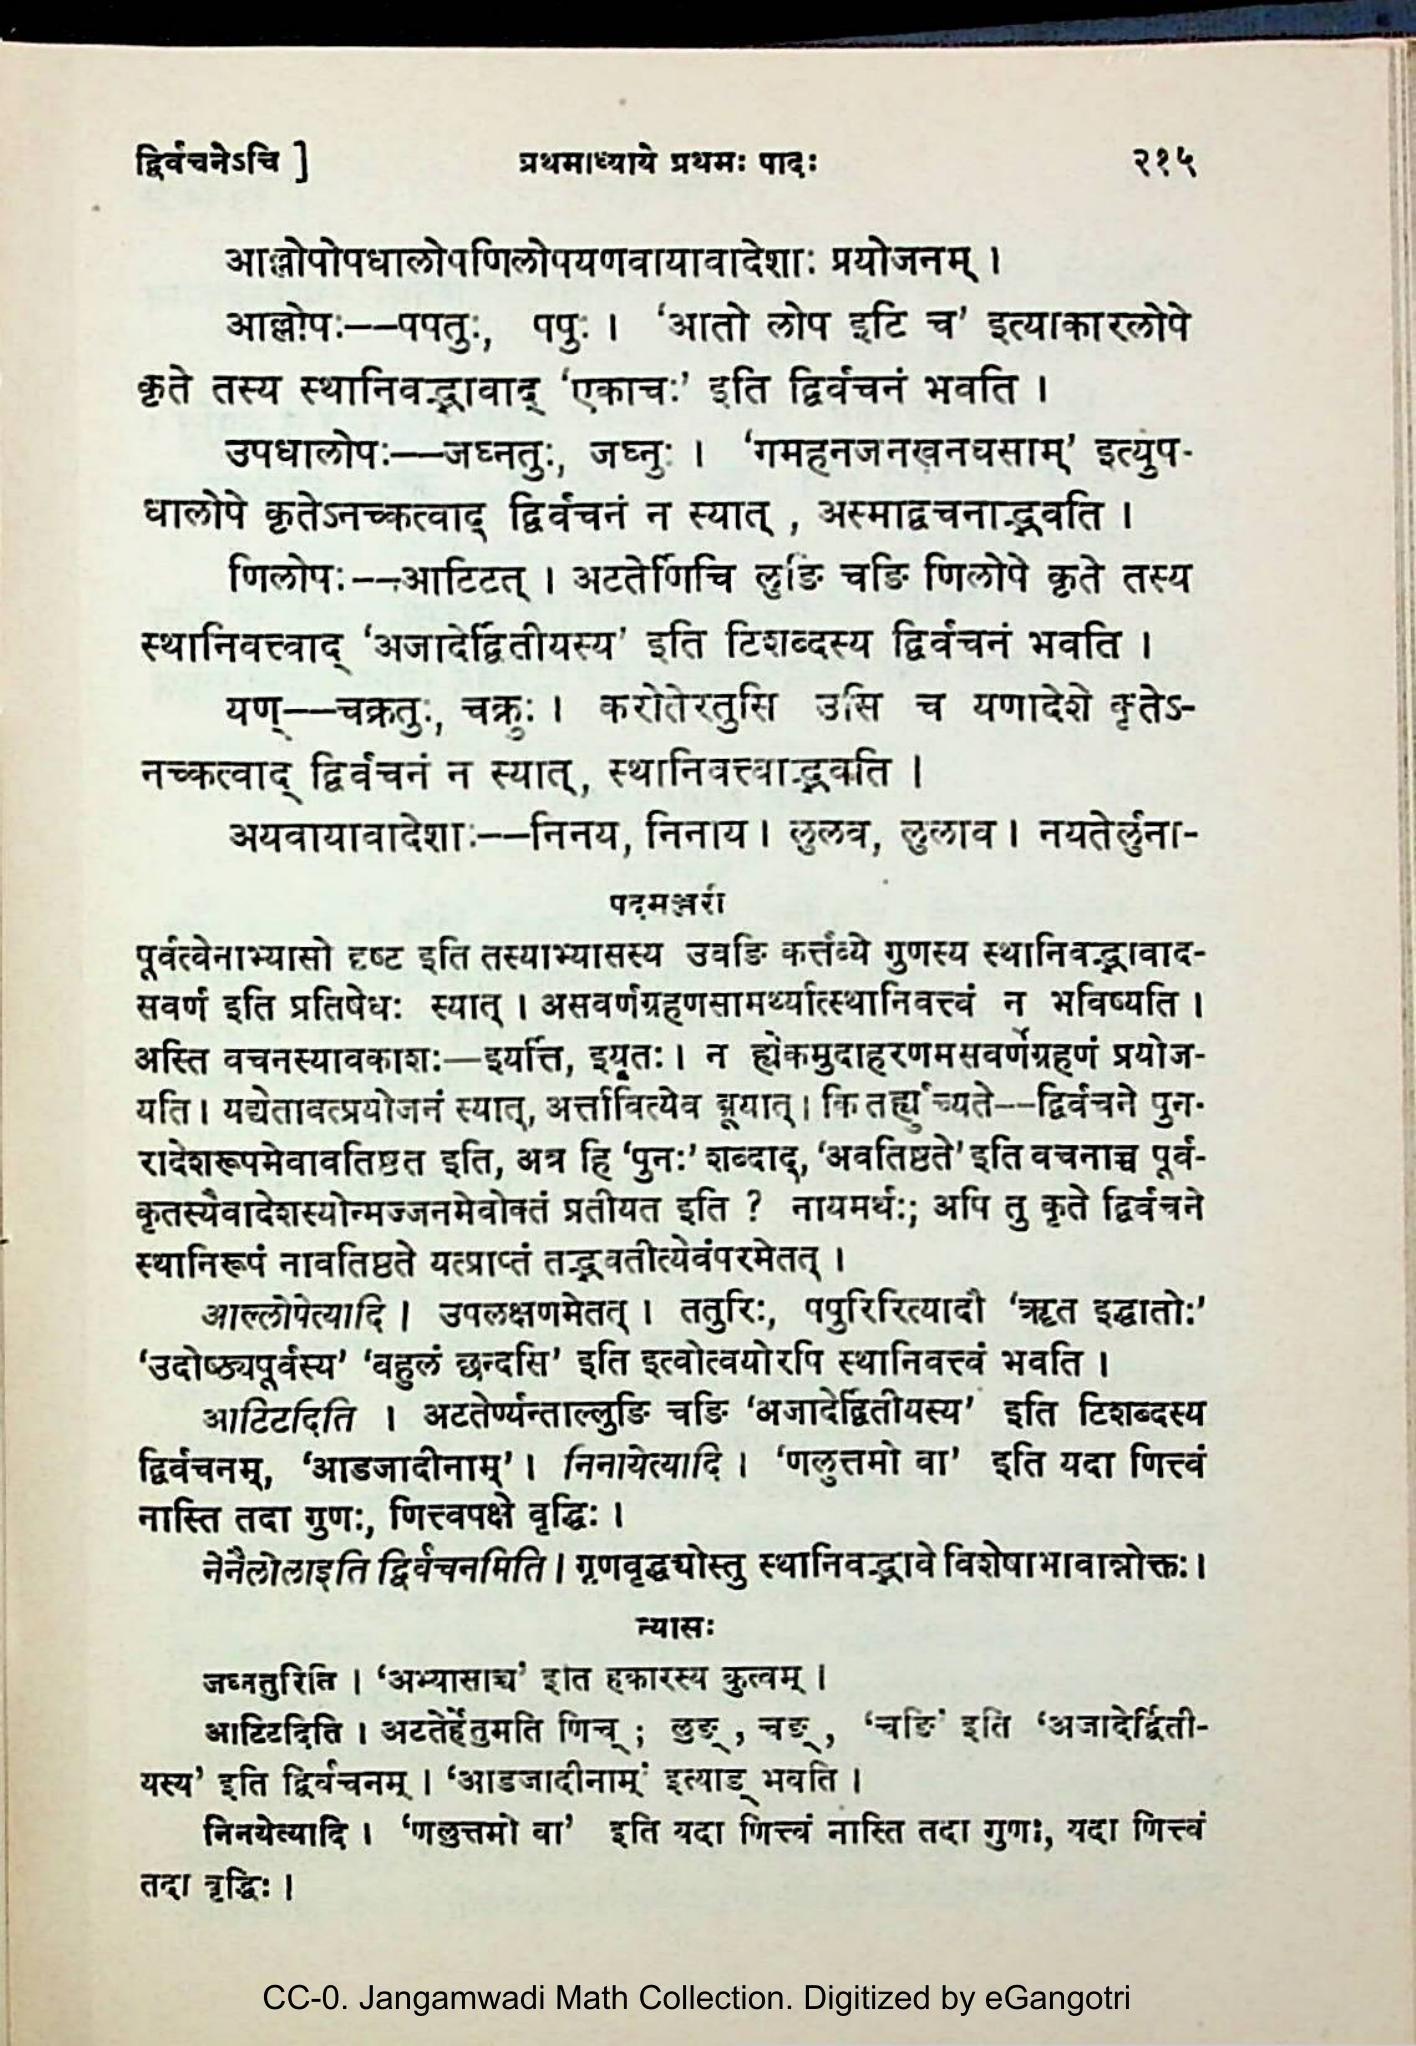 द्विर्वचनेऽचि ] प्रथमाध्याये प्रथमः पादः २१५
आल्लोपोपधालोपणिलोपयणवायावादेशाः प्रयोजनम् ।
आल्लोपः——पपतुः, पपुः । ‘आतो लोप इटि च’ इत्याकारलोपे
कृते तस्य स्थानिवद्भावाद् ‘एकाचः’ इति द्विर्वचनं भवति ।
उपधालोपः——जघ्नतुः, जघ्नुः । ‘गमहनजनखनघसाम्’ इत्युप-
धालोपे कृतेऽनच्कत्वाद् द्विर्वचनं न स्यात् , अस्माद्वचनाद्भवति ।
णिलोपः——आटिटत् । अटतेर्णिचि लुङि चङि णिलोपे कृते तस्य
स्थानिवत्त्वाद् ‘अजादेर्द्वितीयस्य’ इति टिशब्दस्य द्विर्वचनं भवति ।
यण्——चक्रतुः, चक्रुः । करोतेरतुसि उसि च यणादेशे कृतेऽ-
नच्कत्वाद् द्विर्वचनं न स्यात्, स्थानिवत्त्वाद्भवति ।
अयवायावादेशाः——निनय, निनाय । लुलव, लुलाव । नयतेर्लुना-
पदमञ्जरी
पूर्वत्वेनाभ्यासो दृष्ट इति तस्याभ्यासस्य उवङि कर्त्तव्ये गुणस्य स्थानिवद्भावाद-
सवर्ण इति प्रतिषेधः स्यात् । असवर्णग्रहणसामर्थ्यात्स्थानिवत्त्वं न भविष्यति ।
अस्ति वचनस्यावकाशः—इयर्त्ति, इयृतः । न ह्येकमुदाहरणमसवर्णग्रहणं प्रयोज-
यति । यद्येतावत्प्रयोजनं स्यात्, अर्त्तावित्येव ब्रूयात् । किं तर्ह्युच्यते——द्विर्वचने पुन-
रादेशरूपमेवावतिष्ठत इति, अत्र हि ‘पुनः’ शब्दाद्, ‘अवतिष्ठते’ इति वचनाच्च पूर्व-
कृतस्यैवादेशस्योन्मज्जनमेवोक्तं प्रतीयत इति ? नायमर्थः; अपि तु कृते द्विर्वचने
स्थानिरूपं नावतिष्ठते यत्प्राप्तं तद्भवतीत्येवंपरमेतत् ।
आल्लोपेत्यादि । उपलक्षणमेतत् । ततुरिः, पपुरिरित्यादौ ‘ॠत इद्धातोः’
‘उदोष्ठ्यपूर्वस्य’ ‘बहुलं छन्दसि’ इति इत्वोत्वयोरपि स्थानिवत्त्वं भवति ।
आटिटदिति । अटतेर्ण्यन्ताल्लुङि चङि ‘अजादेर्द्वितीयस्य’ इति टिशब्दस्य
द्विर्वचनम्, ‘आडजादीनाम्’ । निनायेत्यादि । ‘णलुत्तमो वा’ इति यदा णित्त्वं
नास्ति तदा गुणः, णित्त्वपक्षे वृद्धिः ।
नेनैलोलाइति द्विर्वचनमिति । गुणवृद्ध्योस्तु स्थानिवद्भावे विशेषाभावान्नोक्तः ।
न्यासः
जघ्नतुरिति । ‘अभ्यासाच्च’ इति हकारस्य कुत्वम् ।
आटिटदिति । अटतेर्हेतुमति णिच् ; लुङ् , चङ् , ‘चङि’ इति ‘अजादेर्द्विती-
यस्य’ इति द्विर्वचनम् । ‘आडजादीनाम्’ इत्याड् भवति ।
निनयेत्यादि । ‘णलुत्तमो वा’ इति यदा णित्त्वं नास्ति तदा गुणः, यदा णित्त्वं
तदा वृद्धिः ।
CC-0. Jangamwadi Math Collection. Digitized by eGangotri